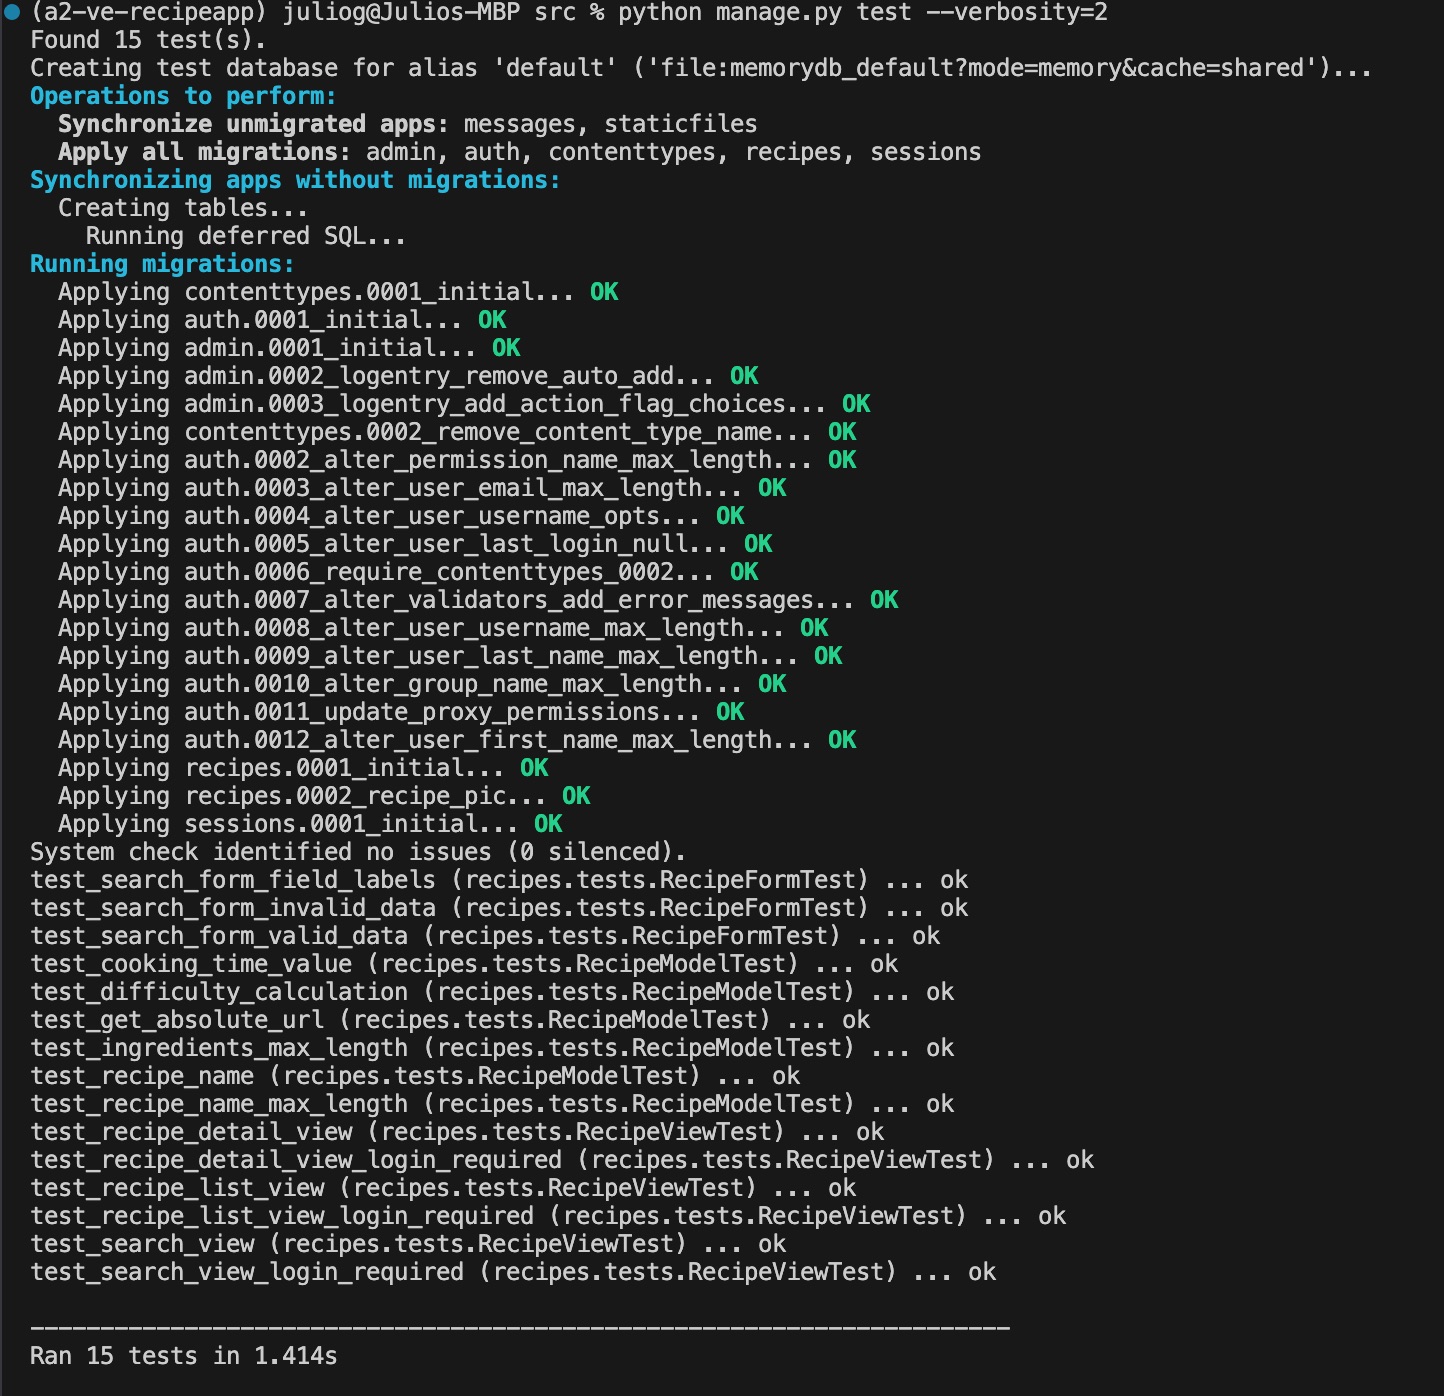 (a2-ve-recipeapp) juliog@Julios-MBP src % python manage.py test --verbosity=2
Found 15 test(s).
Creating test database for alias 'default' ('file:memorydb_default?mode=memory&cache=shared')...
Operations to perform:
  Synchronize unmigrated apps: messages, staticfiles
  Apply all migrations: admin, auth, contenttypes, recipes, sessions
Synchronizing apps without migrations:
  Creating tables...
    Running deferred SQL...
Running migrations:
  Applying contenttypes.0001_initial... OK
  Applying auth.0001_initial... OK
  Applying admin.0001_initial... OK
  Applying admin.0002_logentry_remove_auto_add... OK
  Applying admin.0003_logentry_add_action_flag_choices... OK
  Applying contenttypes.0002_remove_content_type_name... OK
  Applying auth.0002_alter_permission_name_max_length... OK
  Applying auth.0003_alter_user_email_max_length... OK
  Applying auth.0004_alter_user_username_opts... OK
  Applying auth.0005_alter_user_last_login_null... OK
  Applying auth.0006_require_contenttypes_0002... OK
  Applying auth.0007_alter_validators_add_error_messages... OK
  Applying auth.0008_alter_user_username_max_length... OK
  Applying auth.0009_alter_user_last_name_max_length... OK
  Applying auth.0010_alter_group_name_max_length... OK
  Applying auth.0011_update_proxy_permissions... OK
  Applying auth.0012_alter_user_first_name_max_length... OK
  Applying recipes.0001_initial... OK
  Applying recipes.0002_recipe_pic... OK
  Applying sessions.0001_initial... OK
System check identified no issues (0 silenced).
test_search_form_field_labels (recipes.tests.RecipeFormTest) ... ok
test_search_form_invalid_data (recipes.tests.RecipeFormTest) ... ok
test_search_form_valid_data (recipes.tests.RecipeFormTest) ... ok
test_cooking_time_value (recipes.tests.RecipeModelTest) ... ok
test_difficulty_calculation (recipes.tests.RecipeModelTest) ... ok
test_get_absolute_url (recipes.tests.RecipeModelTest) ... ok
test_ingredients_max_length (recipes.tests.RecipeModelTest) ... ok
test_recipe_name (recipes.tests.RecipeModelTest) ... ok
test_recipe_name_max_length (recipes.tests.RecipeModelTest) ... ok
test_recipe_detail_view (recipes.tests.RecipeViewTest) ... ok
test_recipe_detail_view_login_required (recipes.tests.RecipeViewTest) ... ok
test_recipe_list_view (recipes.tests.RecipeViewTest) ... ok
test_recipe_list_view_login_required (recipes.tests.RecipeViewTest) ... ok
test_search_view (recipes.tests.RecipeViewTest) ... ok
test_search_view_login_required (recipes.tests.RecipeViewTest) ... ok

----------------------------------------------------------------------
Ran 15 tests in 1.414s